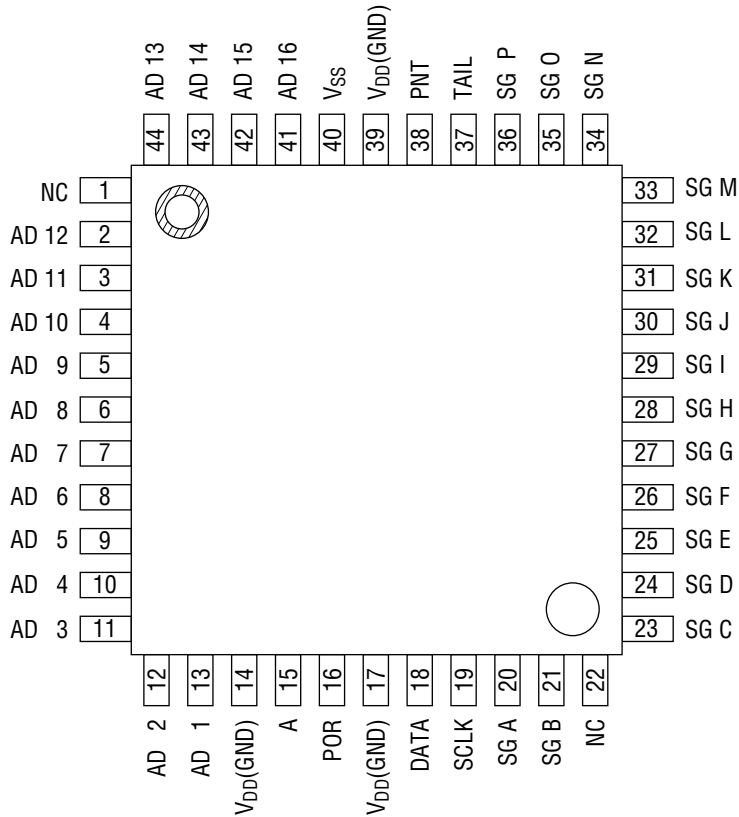 AD 13
AD 14
AD 15
AD 16
VSS
VDD(GND)
PNT
TAIL
SG P
SG O
SG N
44
43
42
41
40
39
38
37
36
35
34
NC 1
AD 12 2
AD 11 3
AD 10 4
AD 9 5
AD 8 6
AD 7 7
AD 6 8
AD 5 9
AD 4 10
AD 3 11
33 SG M
32 SG L
31 SG K
30 SG J
29 SG I
28 SG H
27 SG G
26 SG F
25 SG E
24 SG D
23 SG C
12
13
14
15
16
17
18
19
20
21
22
AD 2
AD 1
VDD(GND)
A
POR
VDD(GND)
DATA
SCLK
SG A
SG B
NC